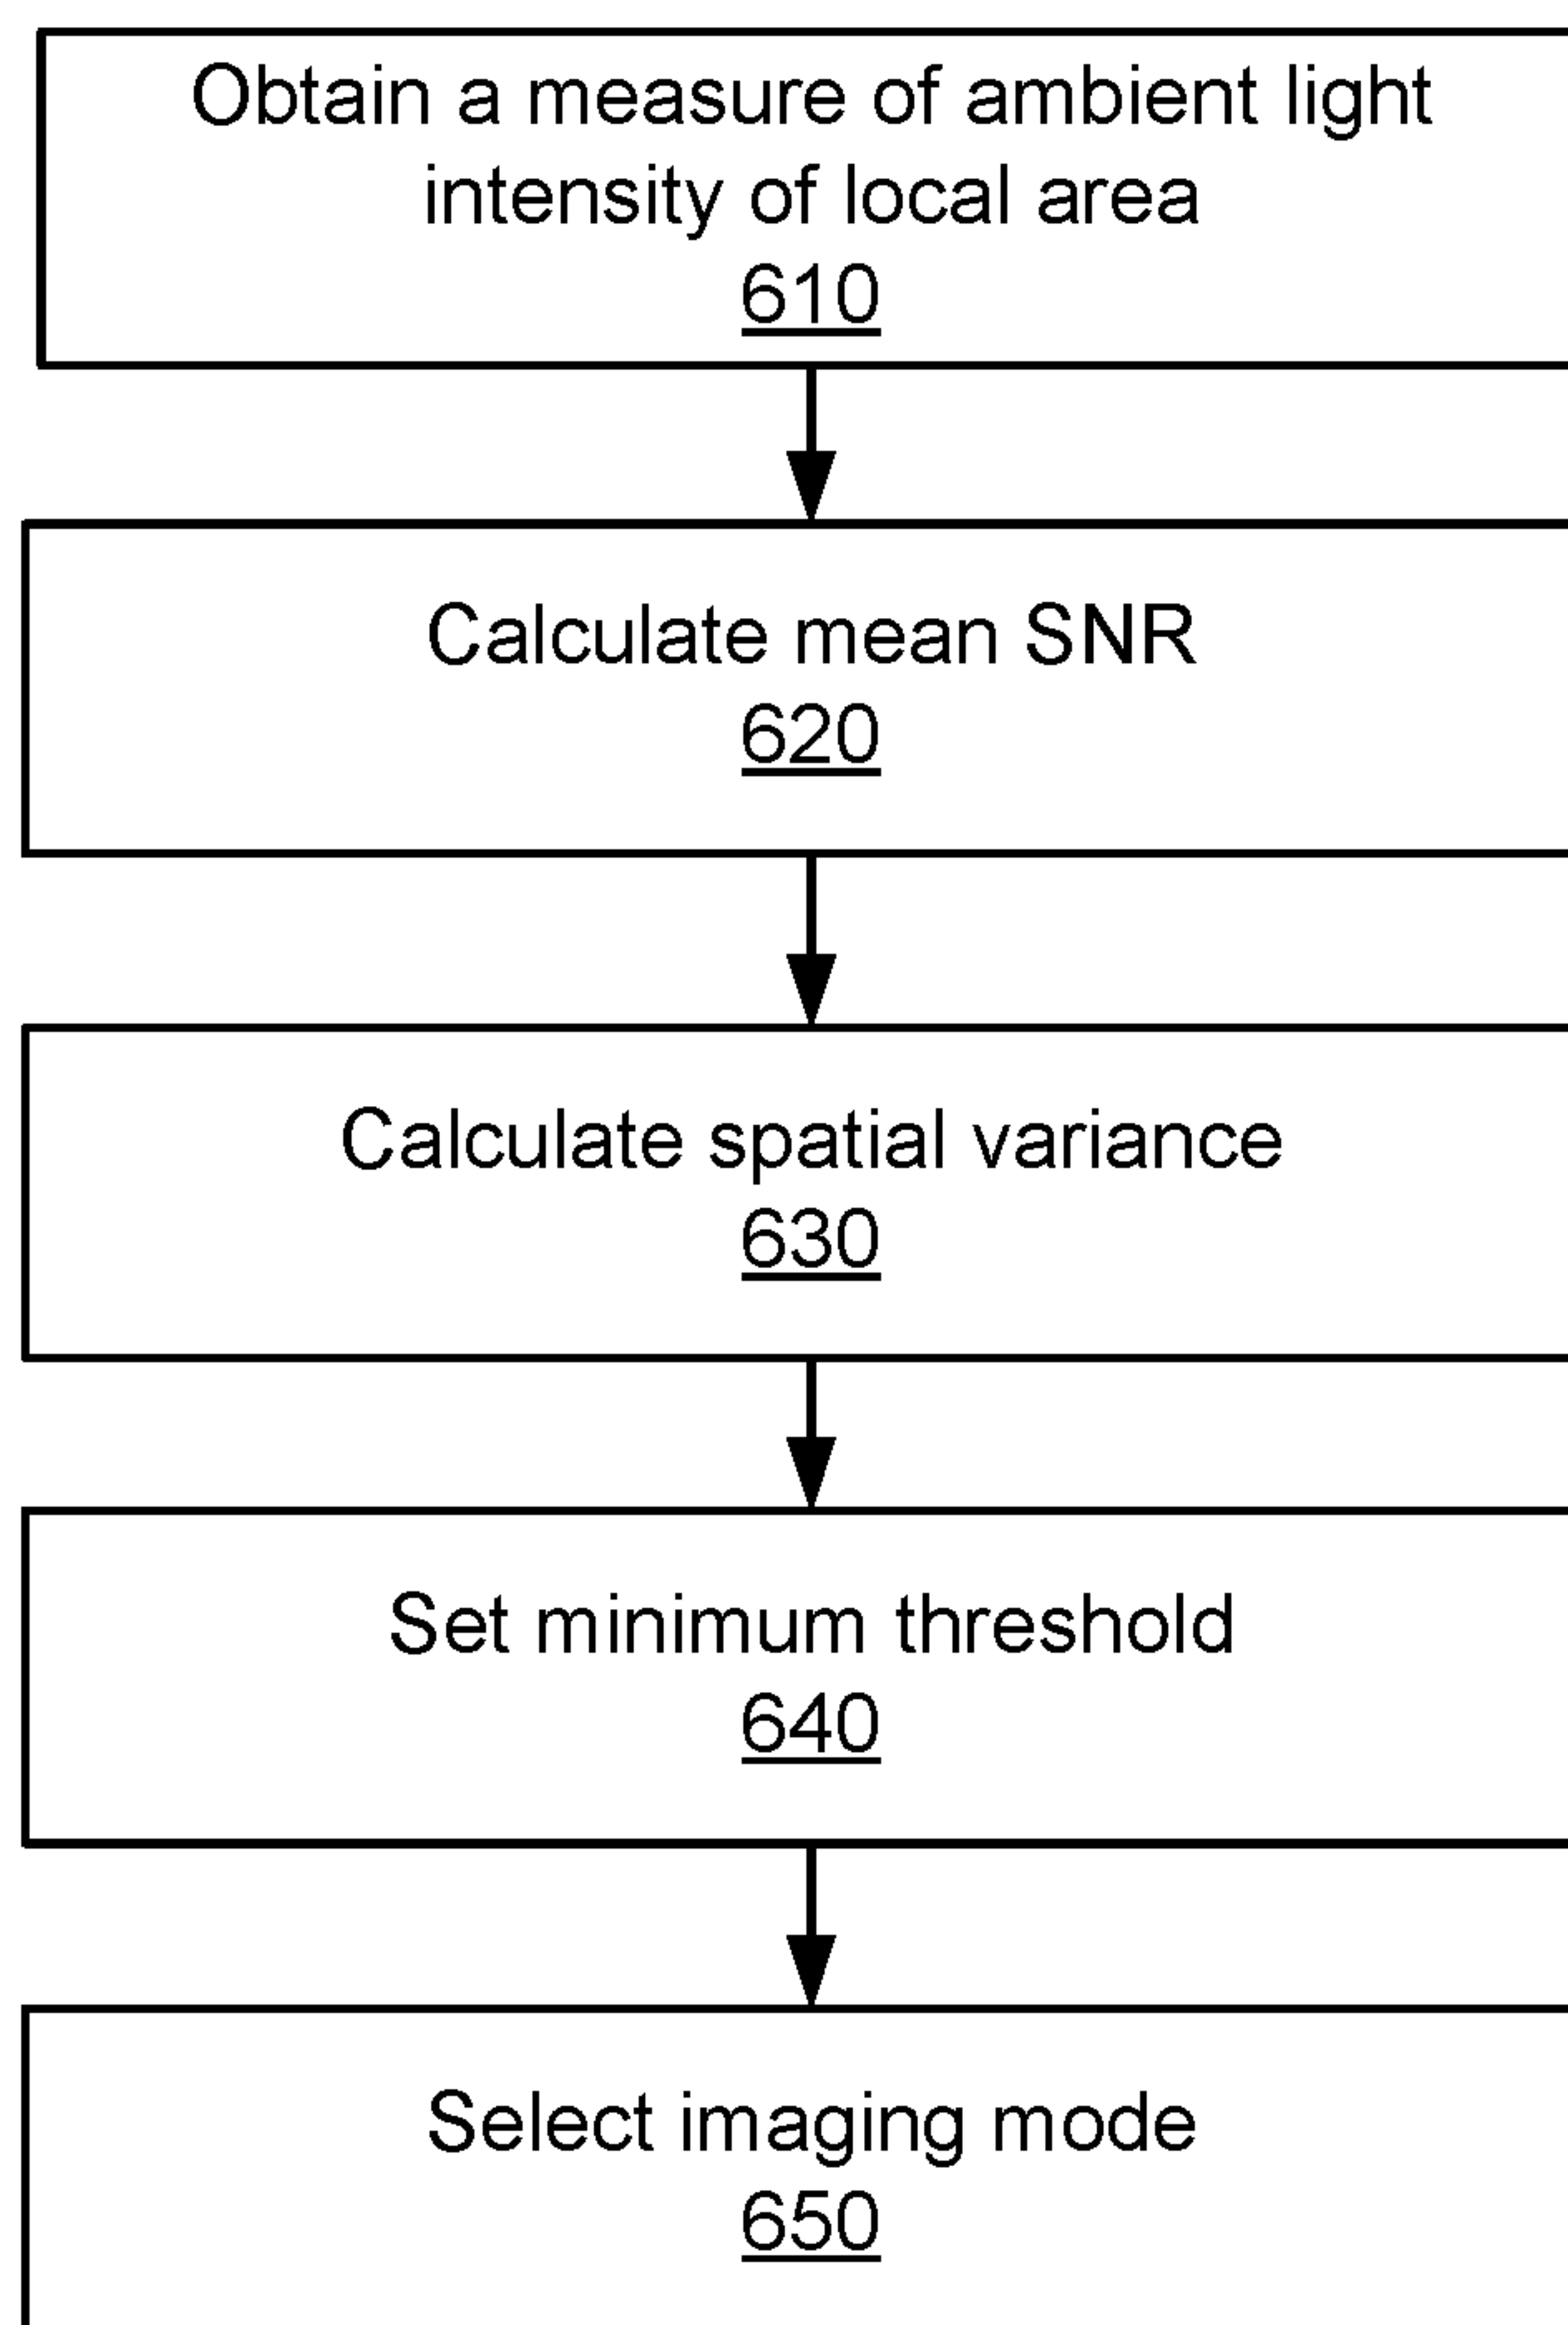 Obtain a measure of ambient light
intensity of local area
610
Calculate mean SNR
620
Calculate spatial variance
630
Set minimum threshold
640
Select imaging mode
650